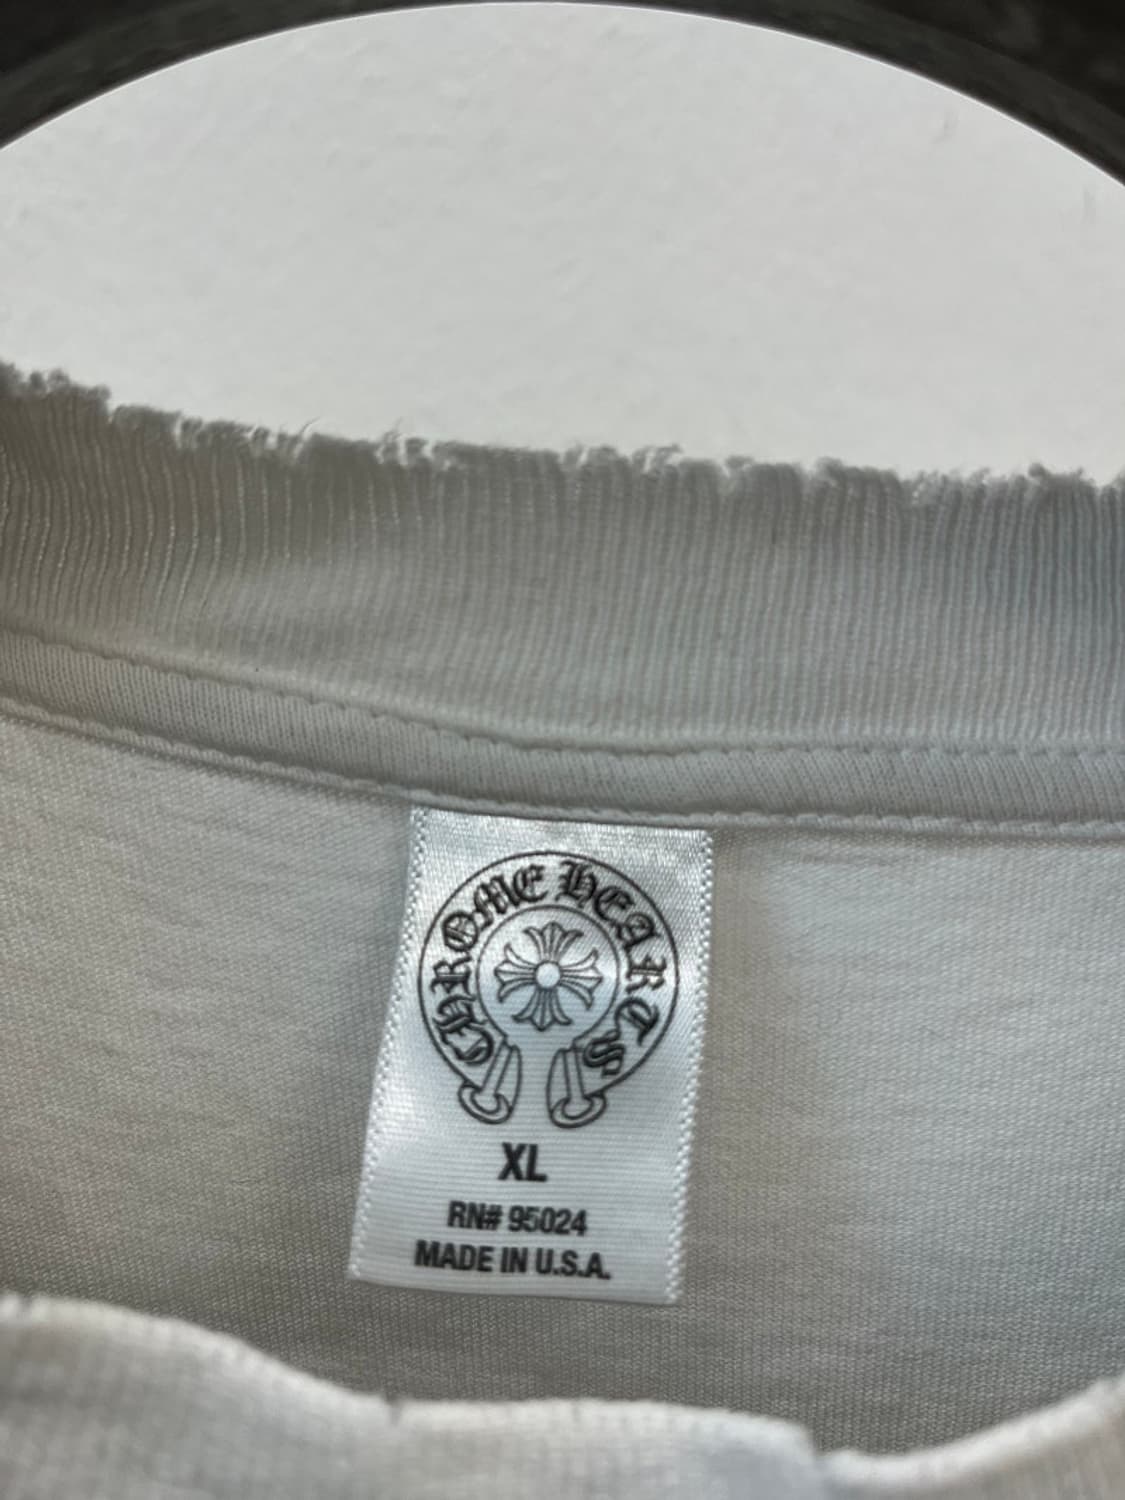 CHROME HEARTS
XL
RN# 95024
MADE IN U.S.A.